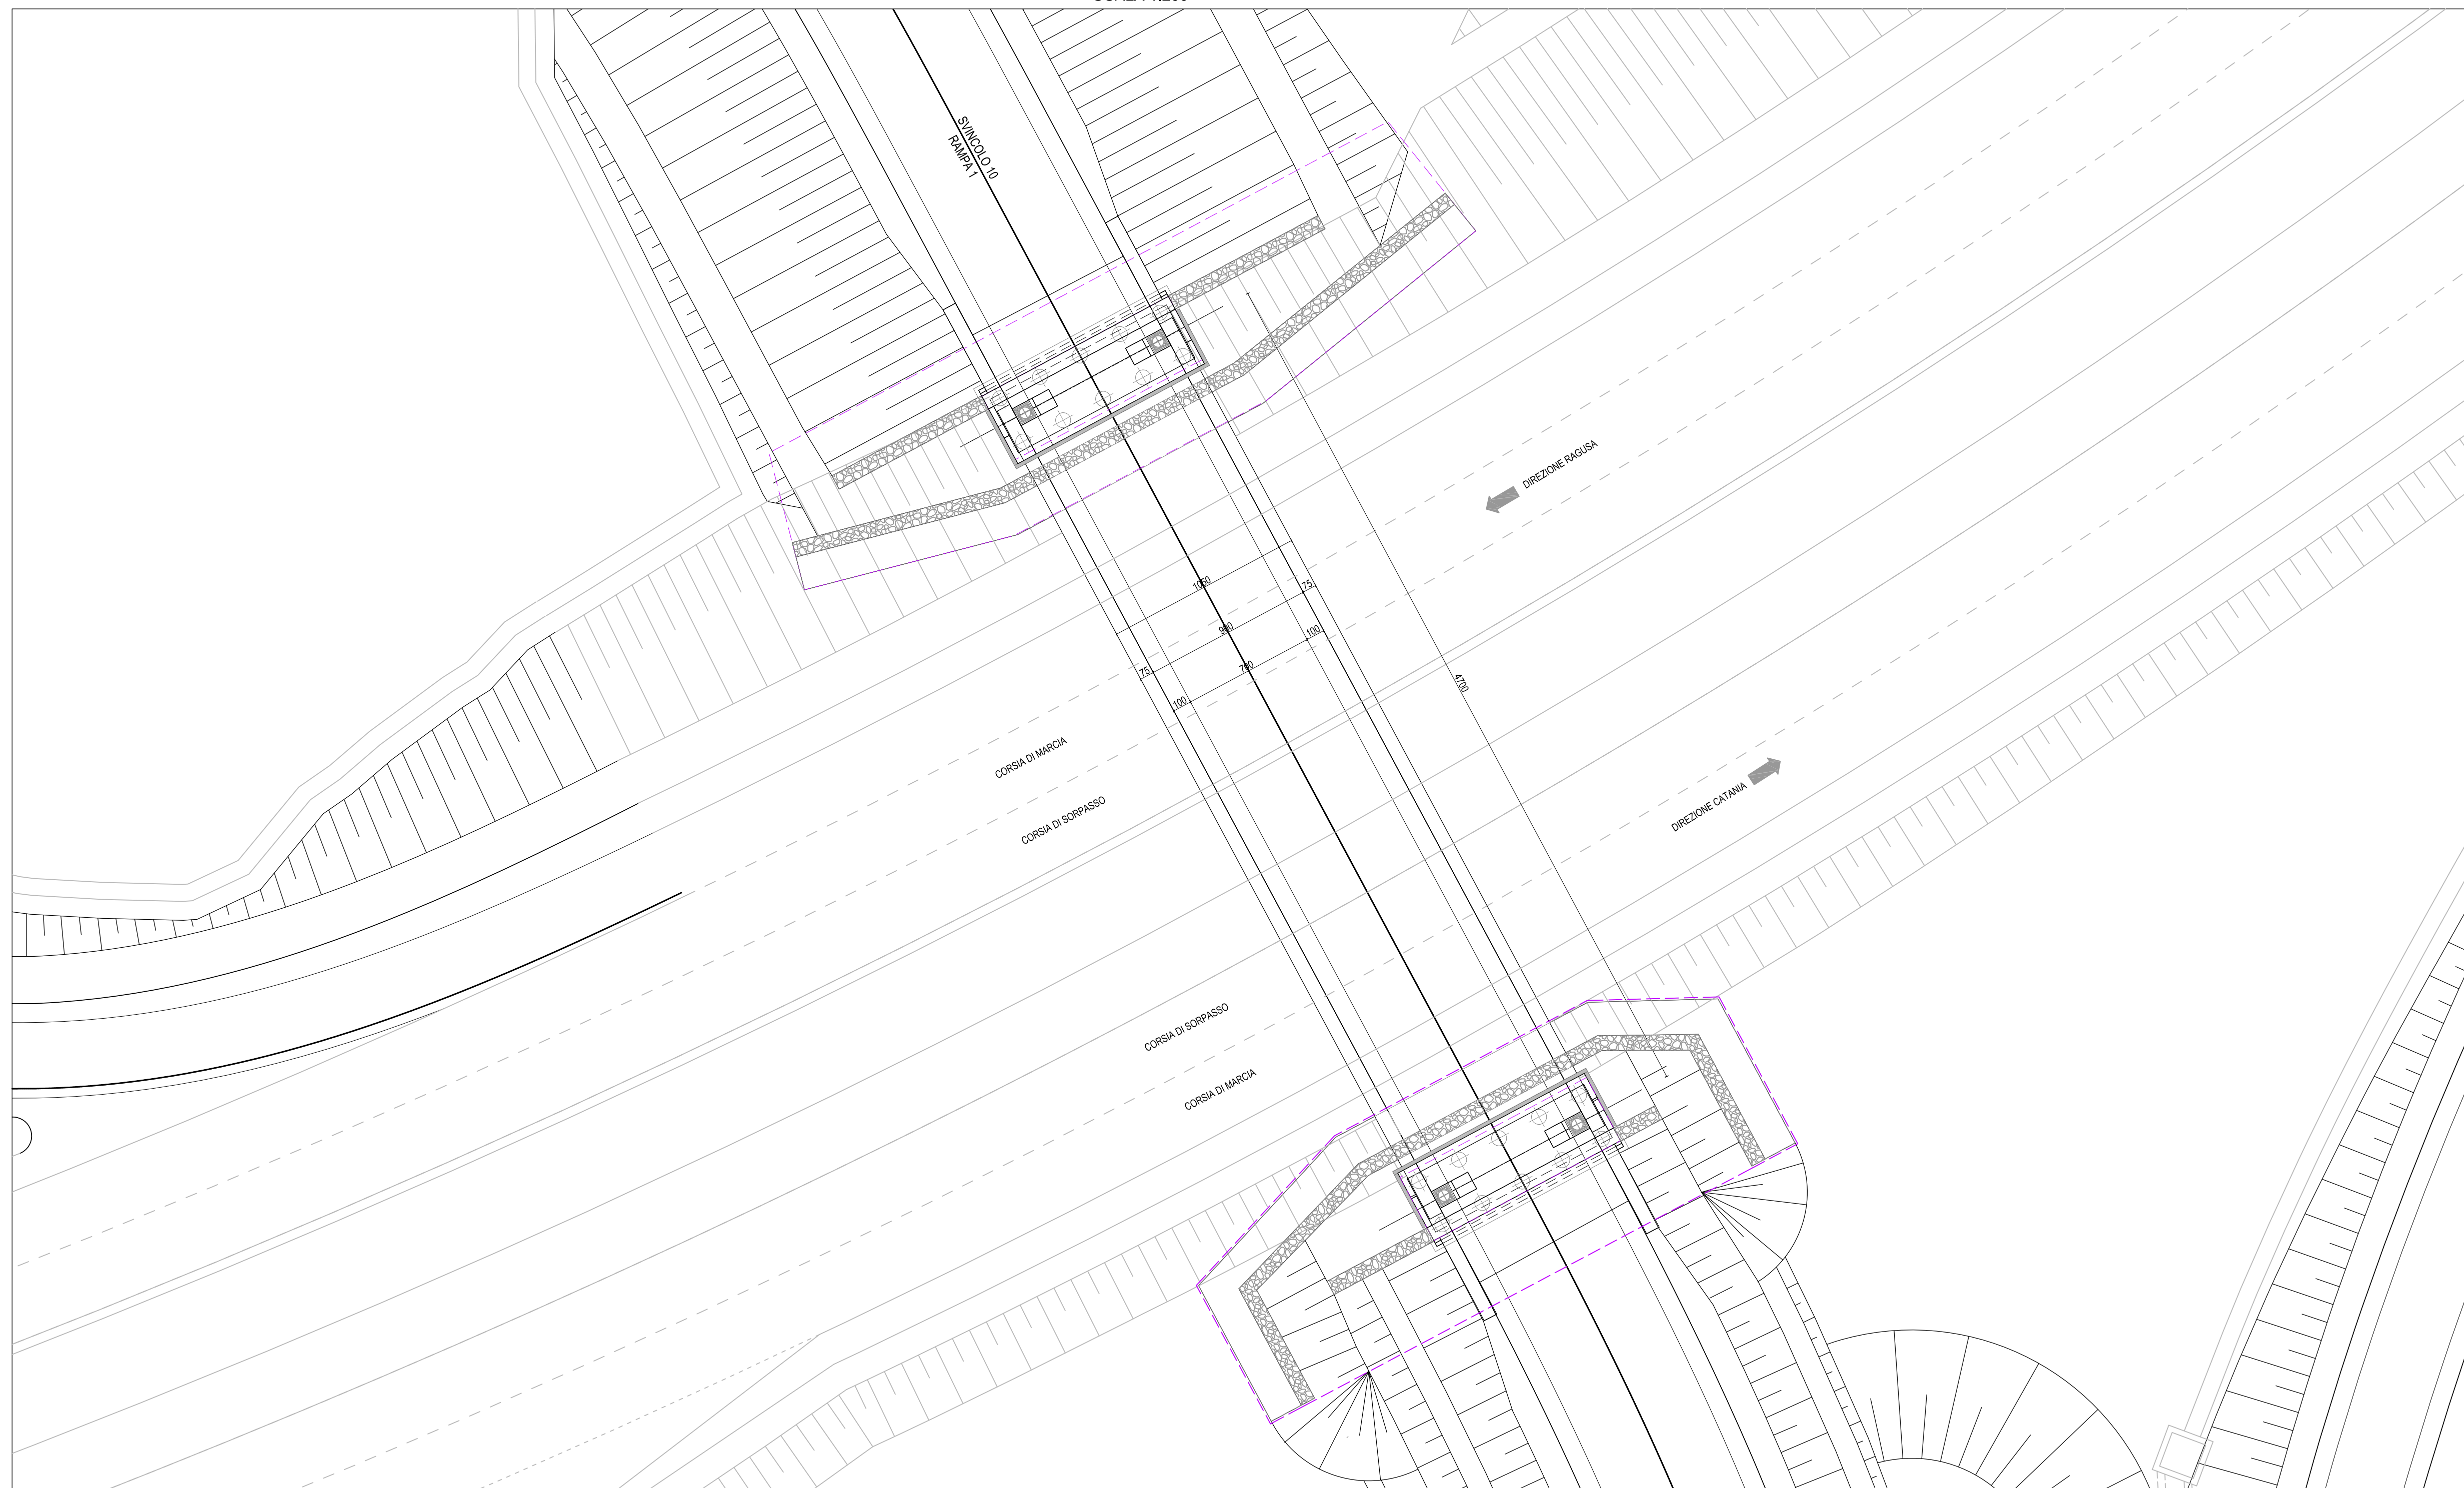 SVINCOLO 10
RAMPA 1
DIREZIONE RAGUSA
1050
75
900
100
75
700
100
4700
CORSIA DI MARCIA
CORSIA DI SORPASSO
DIREZIONE CATANIA
CORSIA DI SORPASSO
CORSIA DI MARCIA